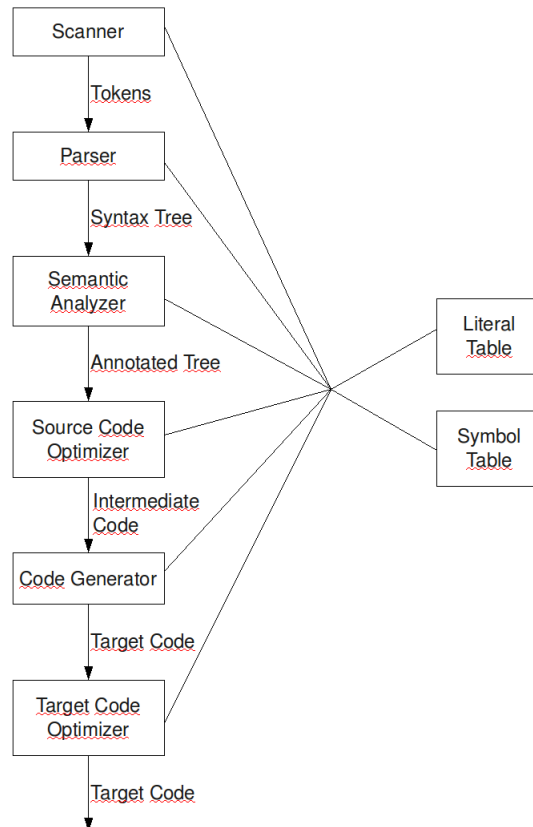 Scanner
Tokens
Parser
Syntax Tree
Semantic
Analyzer
Annotated Tree
Source Code
Optimizer
Intermediate
Code
Code Generator
Target Code
Target Code
Optimizer
Target Code
Literal
Table
Symbol
Table